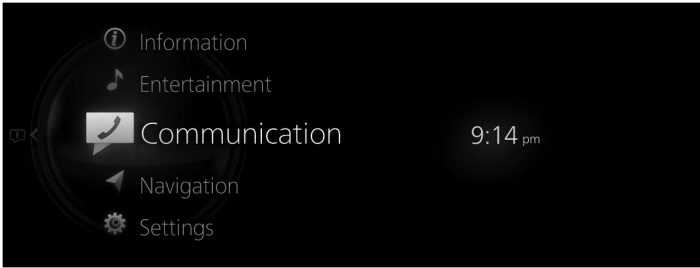 Information
Entertainment
Communication
9:14 pm
Navigation
Settings